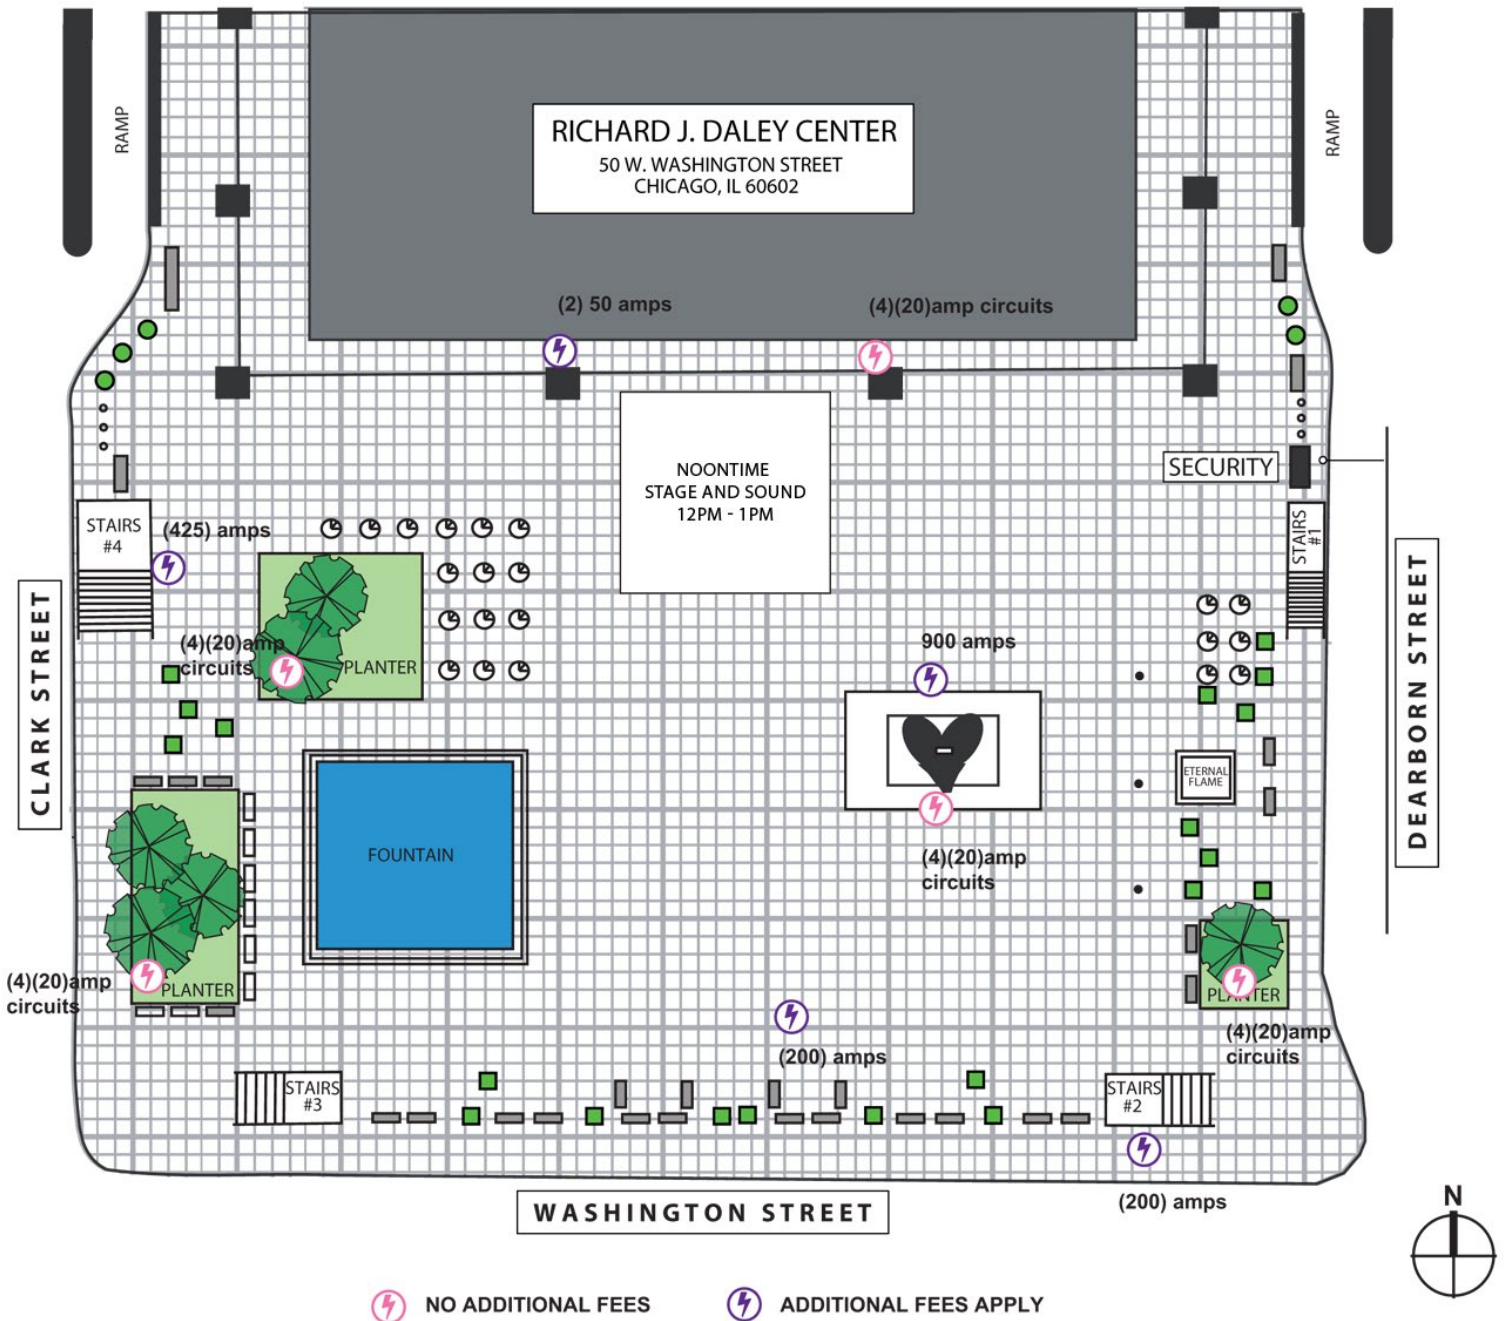 RAMP
RICHARD J. DALEY CENTER
50 W. WASHINGTON STREET
CHICAGO, IL 60602
RAMP
(2) 50 amps
(4)(20)amp circuits
NOONTIME
STAGE AND SOUND
12PM - 1PM
SECURITY
STAIRS
#4
(425) amps
STAIRS
#1
CLARK STREET
DEARBORN STREET
(4)(20)amp
circuits
PLANTER
900 amps
ETERNAL
FLAME
FOUNTAIN
(4)(20)amp
circuits
(4)(20)amp
circuits
PLANTER
PLANTER
(4)(20)amp
circuits
(200) amps
STAIRS
#3
STAIRS
#2
(200) amps
WASHINGTON STREET
N
NO ADDITIONAL FEES
ADDITIONAL FEES APPLY